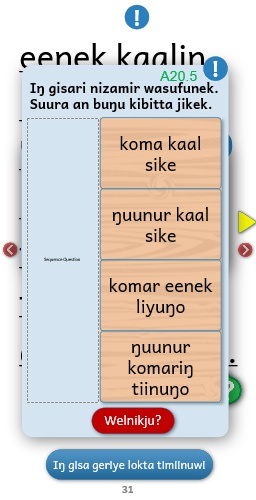 !
eenek kaalin
A20.5
!
Iŋ gisari nizamir wasufunek.
Suura an buŋu kibitta jikek.
koma kaal
sike
ŋuunur kaal
sike
Sequence Question
komar eenek
liyuŋo
ŋuunur
komariŋ
tiinuŋo
?
Welnikju?
Iŋ gisa geriye lokta timlinuwi
31